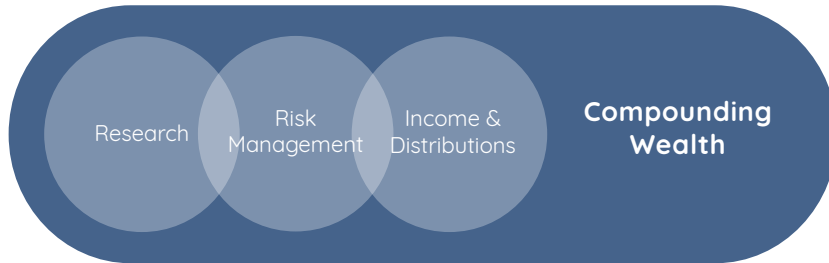 Research
Risk
Management
Income &
Distributions
Compounding
Wealth